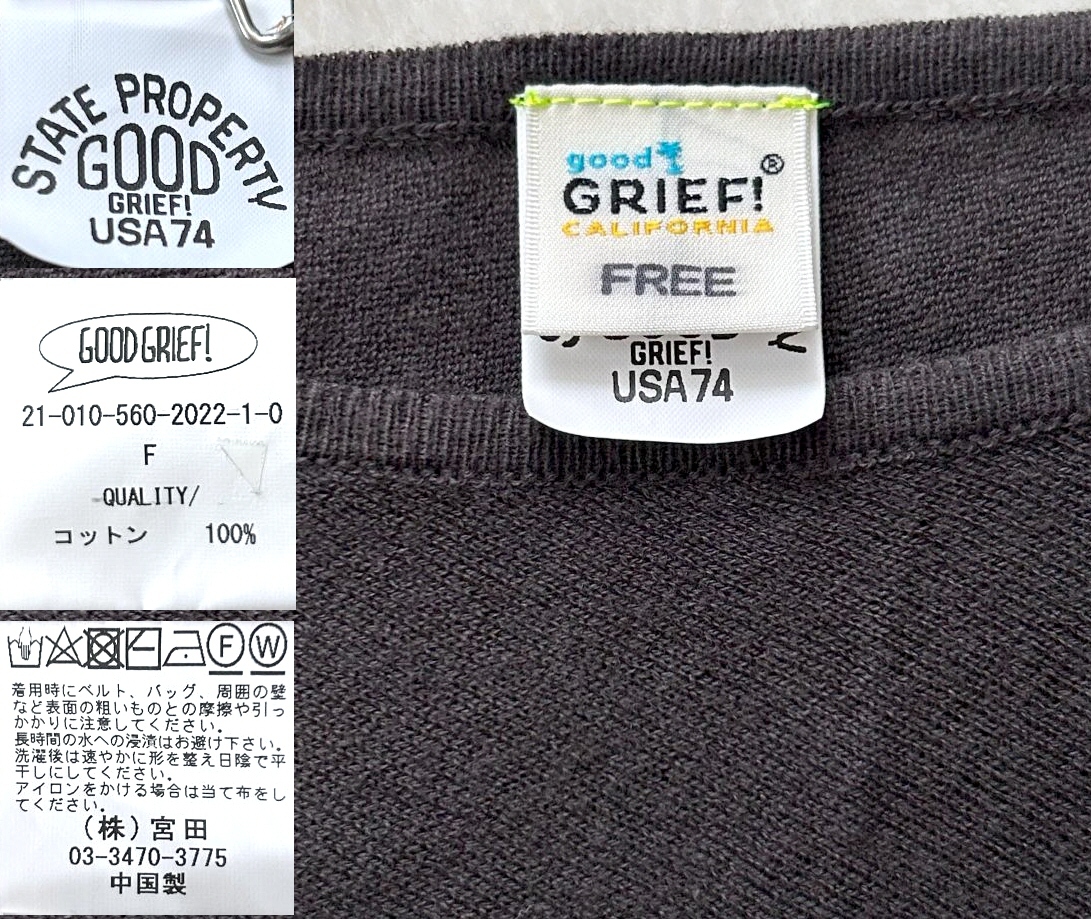 STATE PROPERTY
GOOD
GRIEF!
USA74
GOOD GRIEF!
21-010-560-2022-1-0
F
QUALITY/
コットン 100%
F W
着用時にベルト、バッグ、周囲の壁
など表面の粗いものとの摩擦や引っ
かかりに注意してください。
長時間の水への浸漬はお避け下さい。
洗濯後は速やかに形を整え日陰で平
干しにしてください。
アイロンをかける場合は当て布をし
てください。
(株)宮田
03-3470-3775
中国製
good
GRIEF!®
CALIFORNIA
FREE
GRIEF!
USA74